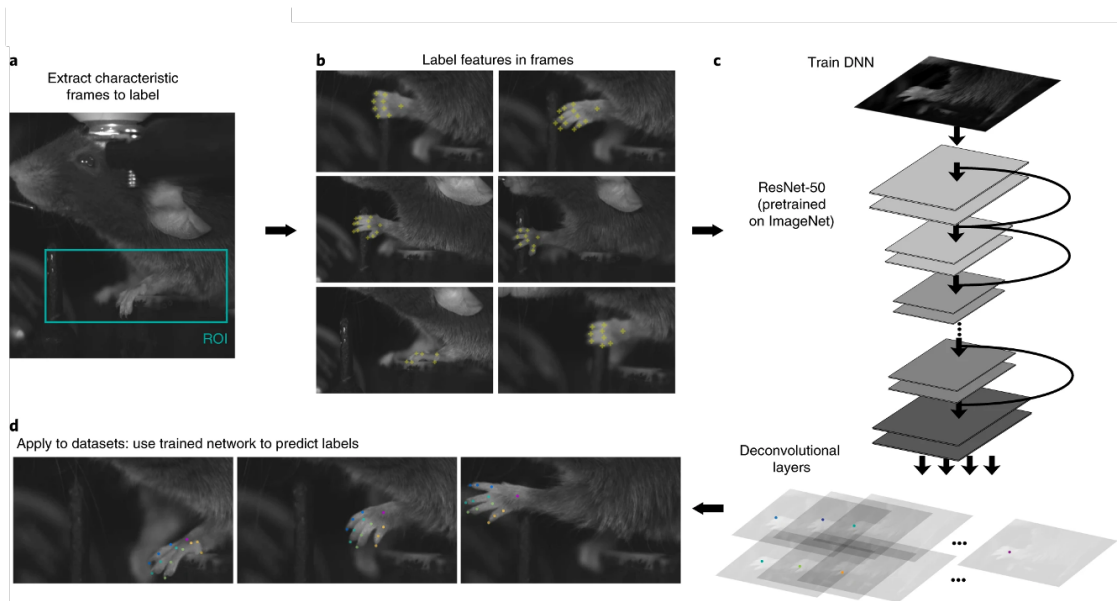 a
Extract characteristic
frames to label
ROI
b
Label features in frames
c
Train DNN
ResNet-50
(pretrained
on ImageNet)
Deconvolutional
layers
d
Apply to datasets: use trained network to predict labels